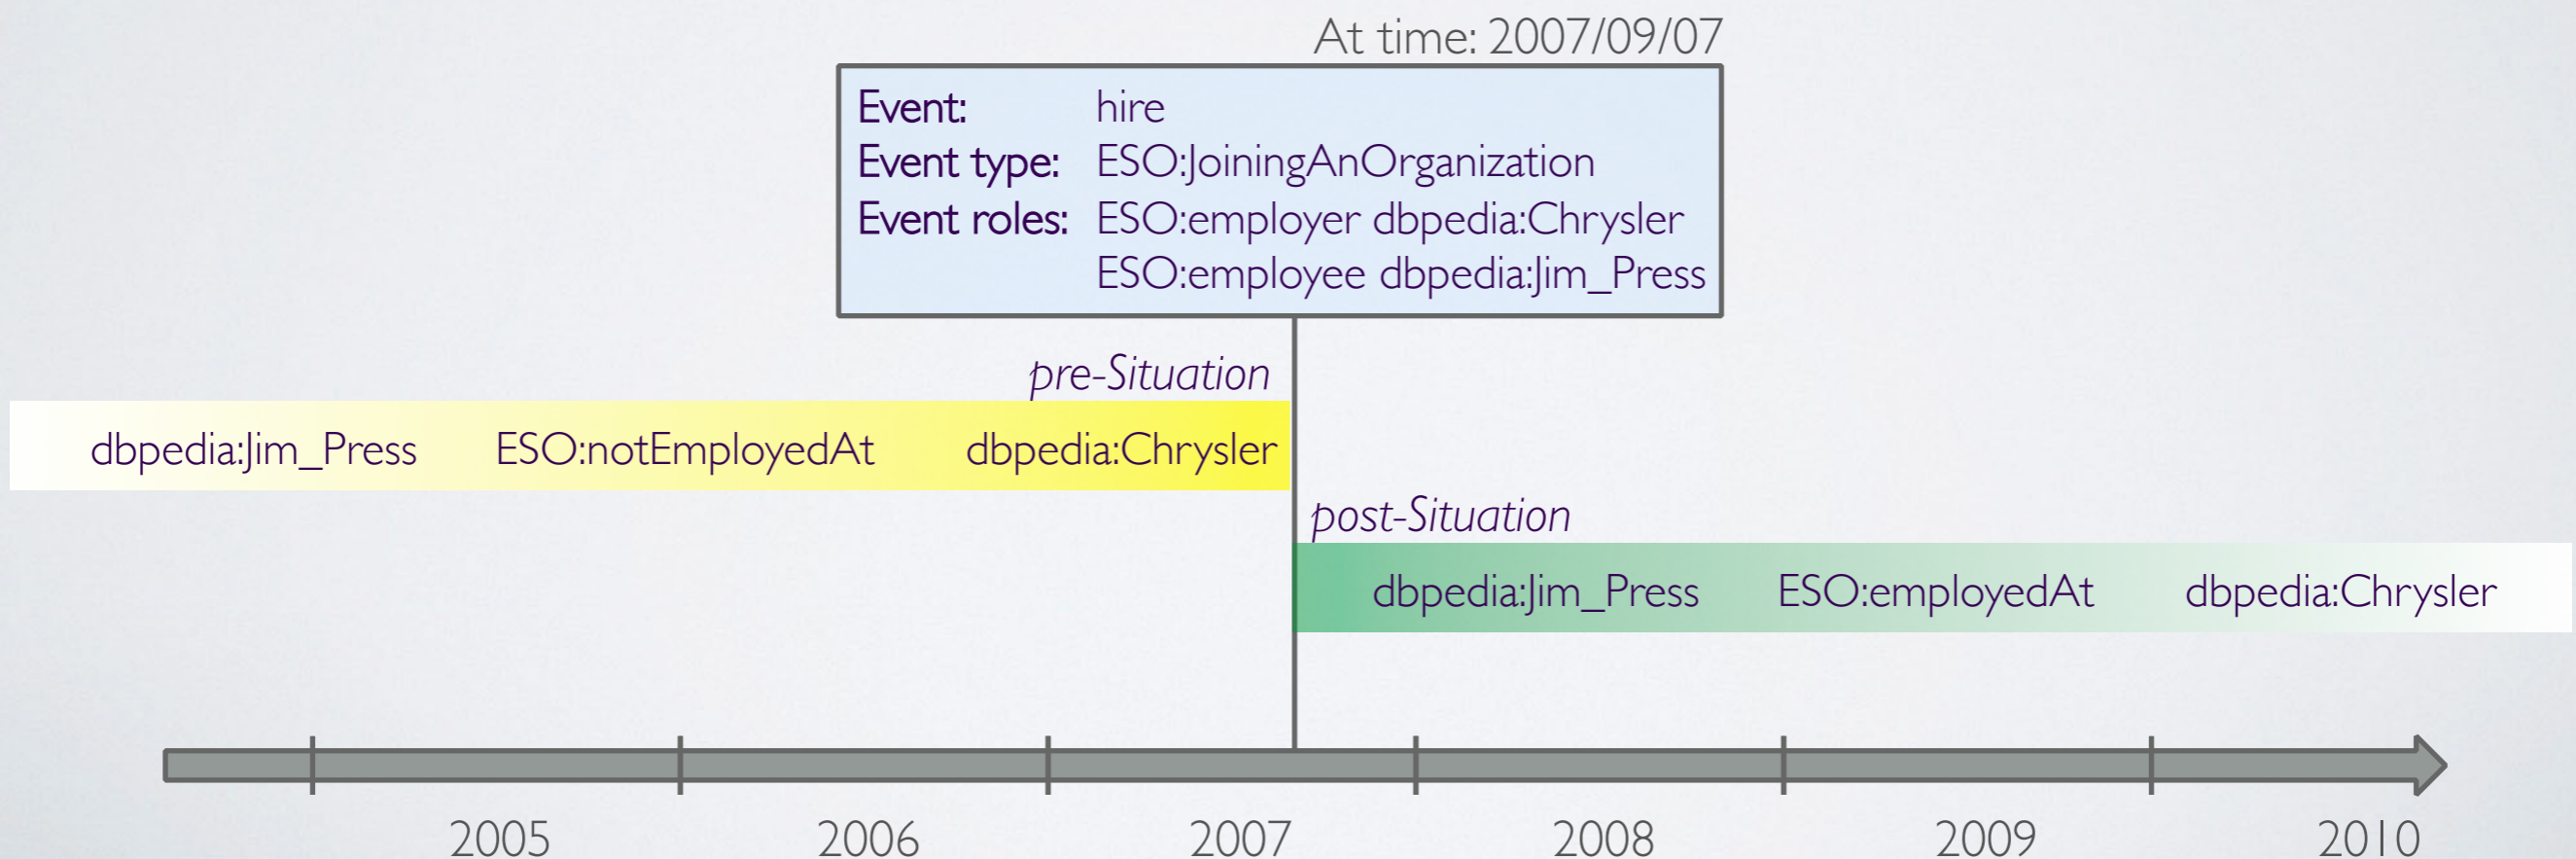 At time: 2007/09/07
Event: hire
Event type: ESO:JoiningAnOrganization
Event roles: ESO:employer dbpedia:Chrysler
ESO:employee dbpedia:Jim_Press
pre-Situation
dbpedia:Jim_Press ESO:notEmployedAt dbpedia:Chrysler
post-Situation
dbpedia:Jim_Press ESO:employedAt dbpedia:Chrysler
2005 2006 2007 2008 2009 2010